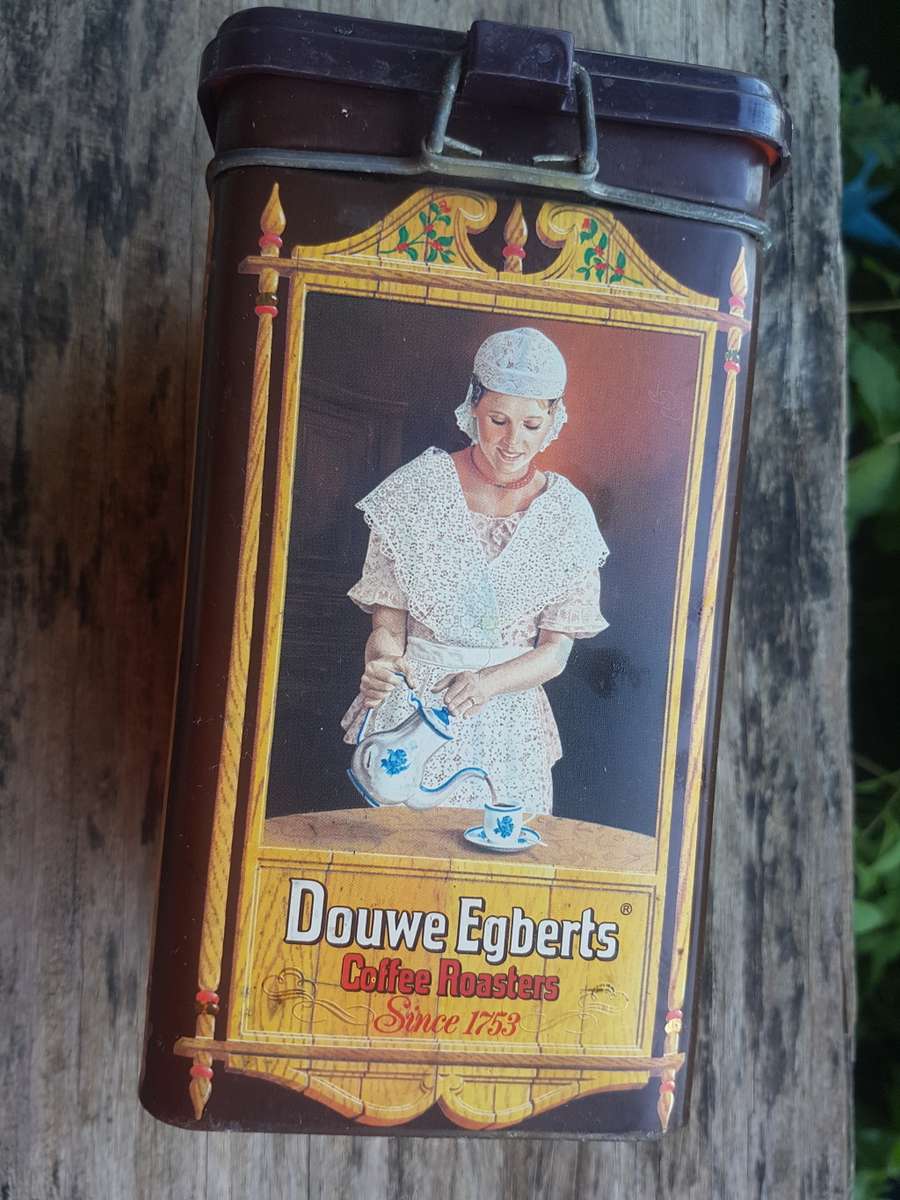 Douwe Egberts®
Coffee Roasters
Since 1753